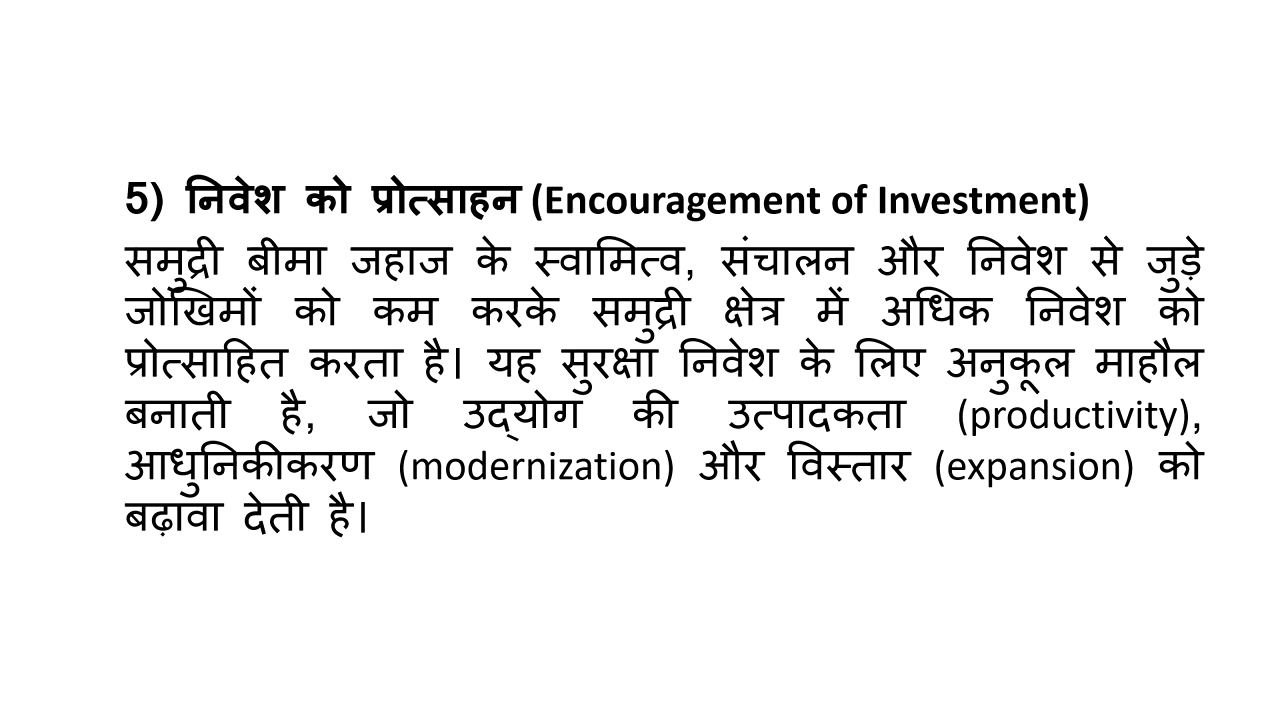 5) निवेश को प्रोत्साहन (Encouragement of Investment)
समुद्री बीमा जहाज के स्वामित्व, संचालन और निवेश से जुड़े
जोखिमों को कम करके समुद्री क्षेत्र में अधिक निवेश को
प्रोत्साहित करता है। यह सुरक्षा निवेश के लिए अनुकूल माहौल
बनाती है, जो उद्योग की उत्पादकता (productivity),
आधुनिकीकरण (modernization) और विस्तार (expansion) को
बढ़ावा देती है।